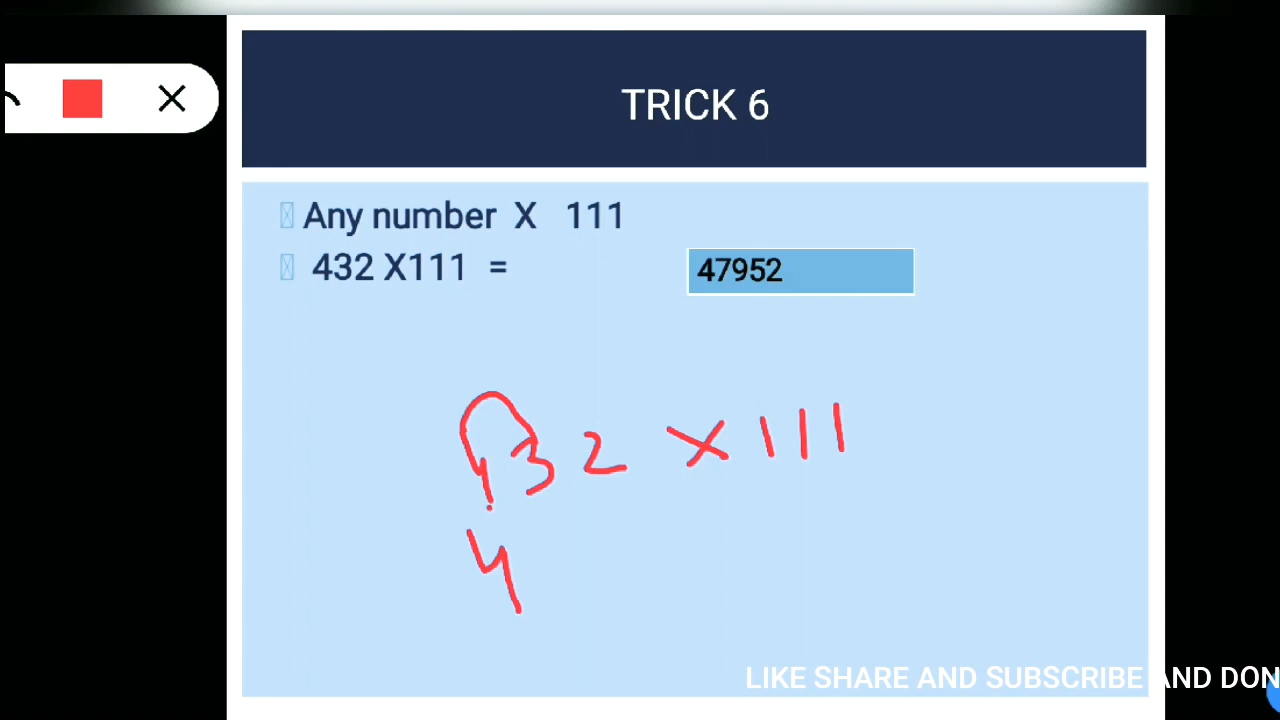 TRICK 6
Any number X 111
432 X111 =
47952
432 X 111
4
LIKE SHARE AND SUBSCRIBE AND DON